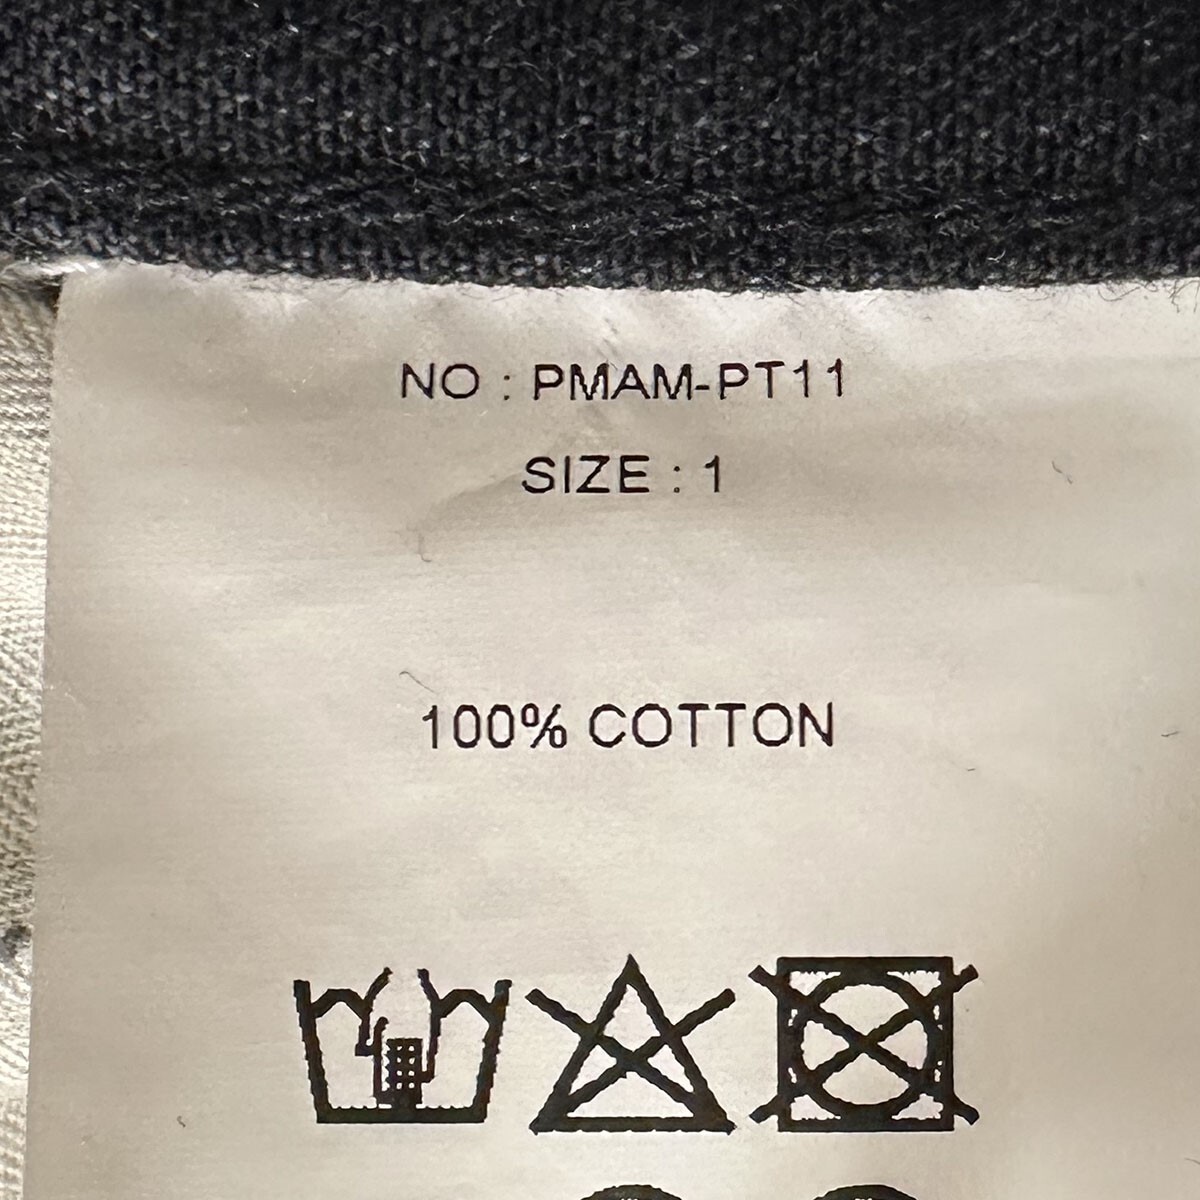 NO : PMAM-PT11
SIZE : 1
100% COTTON